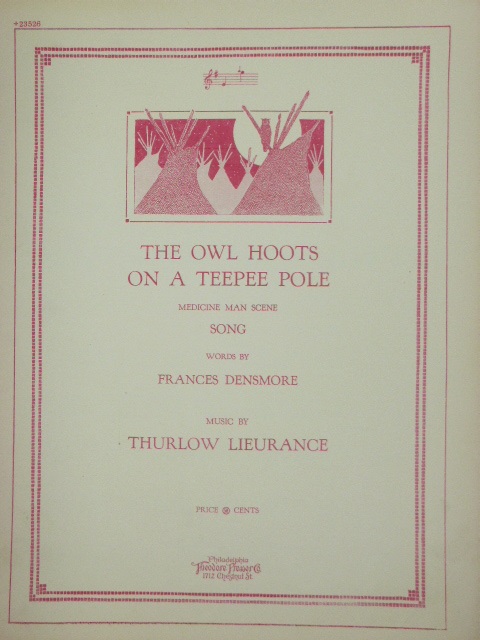 23528
THE OWL HOOTS
ON A TEEPEE POLE
MEDICINE MAN SCENE
SONG
WORDS BY
FRANCES DENSMORE
MUSIC BY
THURLOW LIEURANCE
PRICE CENTS
Philadelphia
Theodore Presser Co.
1712 Chestnut St.